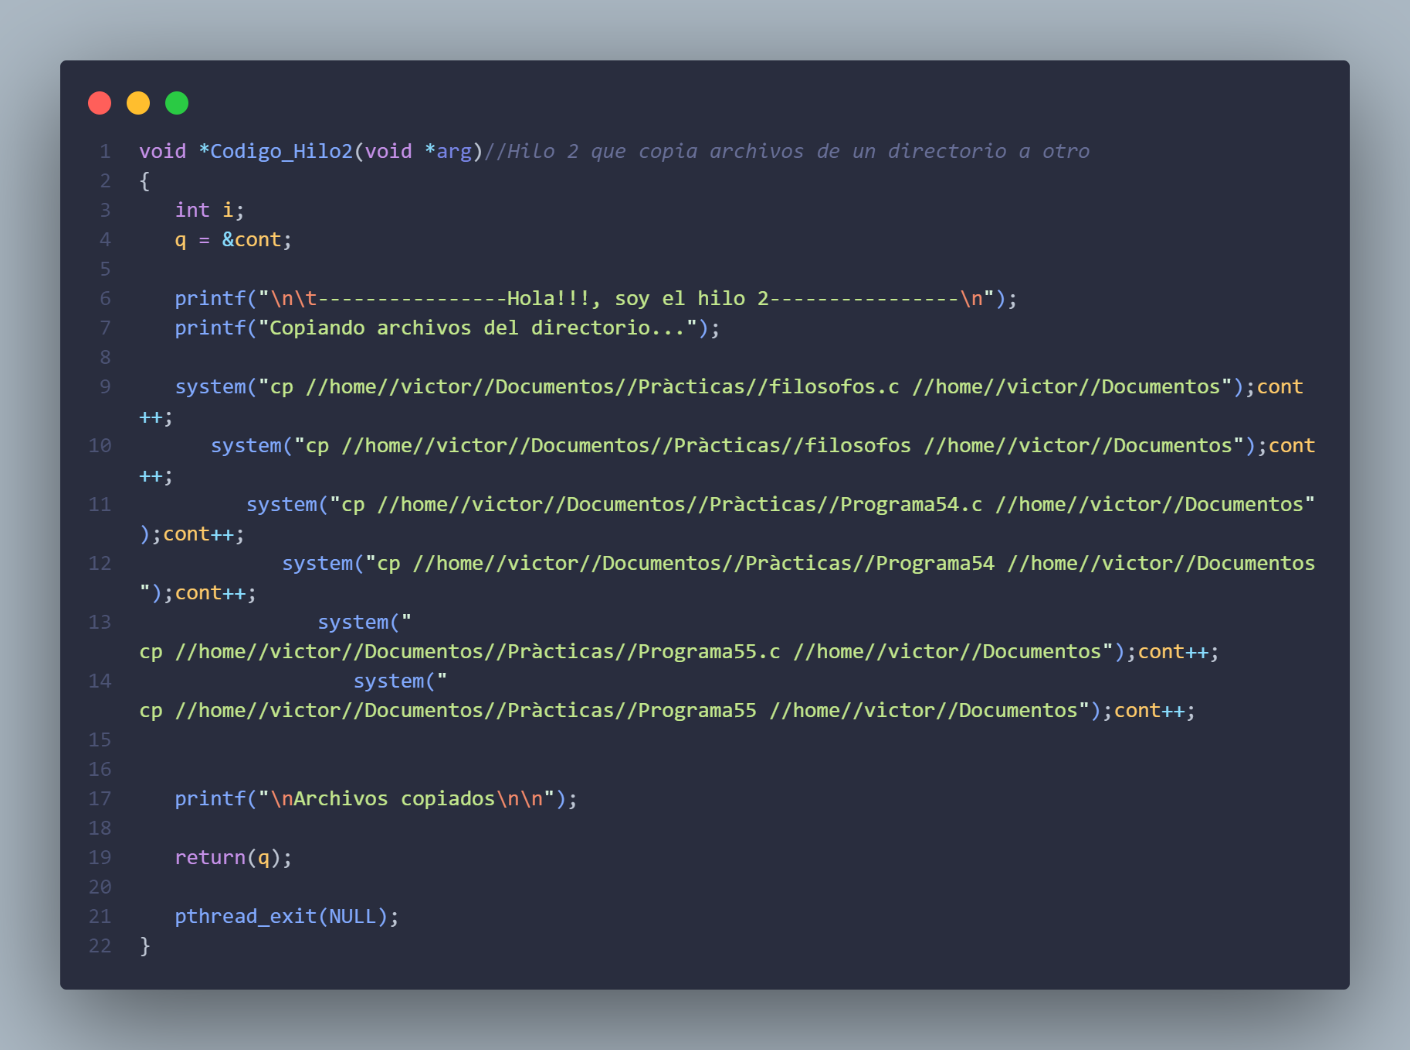 1 void *Codigo_Hilo2(void *arg)//Hilo 2 que copia archivos de un directorio a otro
2 {
3    int i;
4    q = &cont;
5
6    printf("\n\t----------------Hola!!!, soy el hilo 2----------------\n");
7    printf("Copiando archivos del directorio...");
8
9    system("cp //home//victor//Documentos//Pràcticas//filosofos.c //home//victor//Documentos");cont
++;
10       system("cp //home//victor//Documentos//Pràcticas//filosofos //home//victor//Documentos");cont
++;
11          system("cp //home//victor//Documentos//Pràcticas//Programa54.c //home//victor//Documentos"
);cont++;
12             system("cp //home//victor//Documentos//Pràcticas//Programa54 //home//victor//Documentos
");cont++;
13                system("
cp //home//victor//Documentos//Pràcticas//Programa55.c //home//victor//Documentos");cont++;
14                   system("
cp //home//victor//Documentos//Pràcticas//Programa55 //home//victor//Documentos");cont++;
15
16
17    printf("\nArchivos copiados\n\n");
18
19    return(q);
20
21    pthread_exit(NULL);
22 }